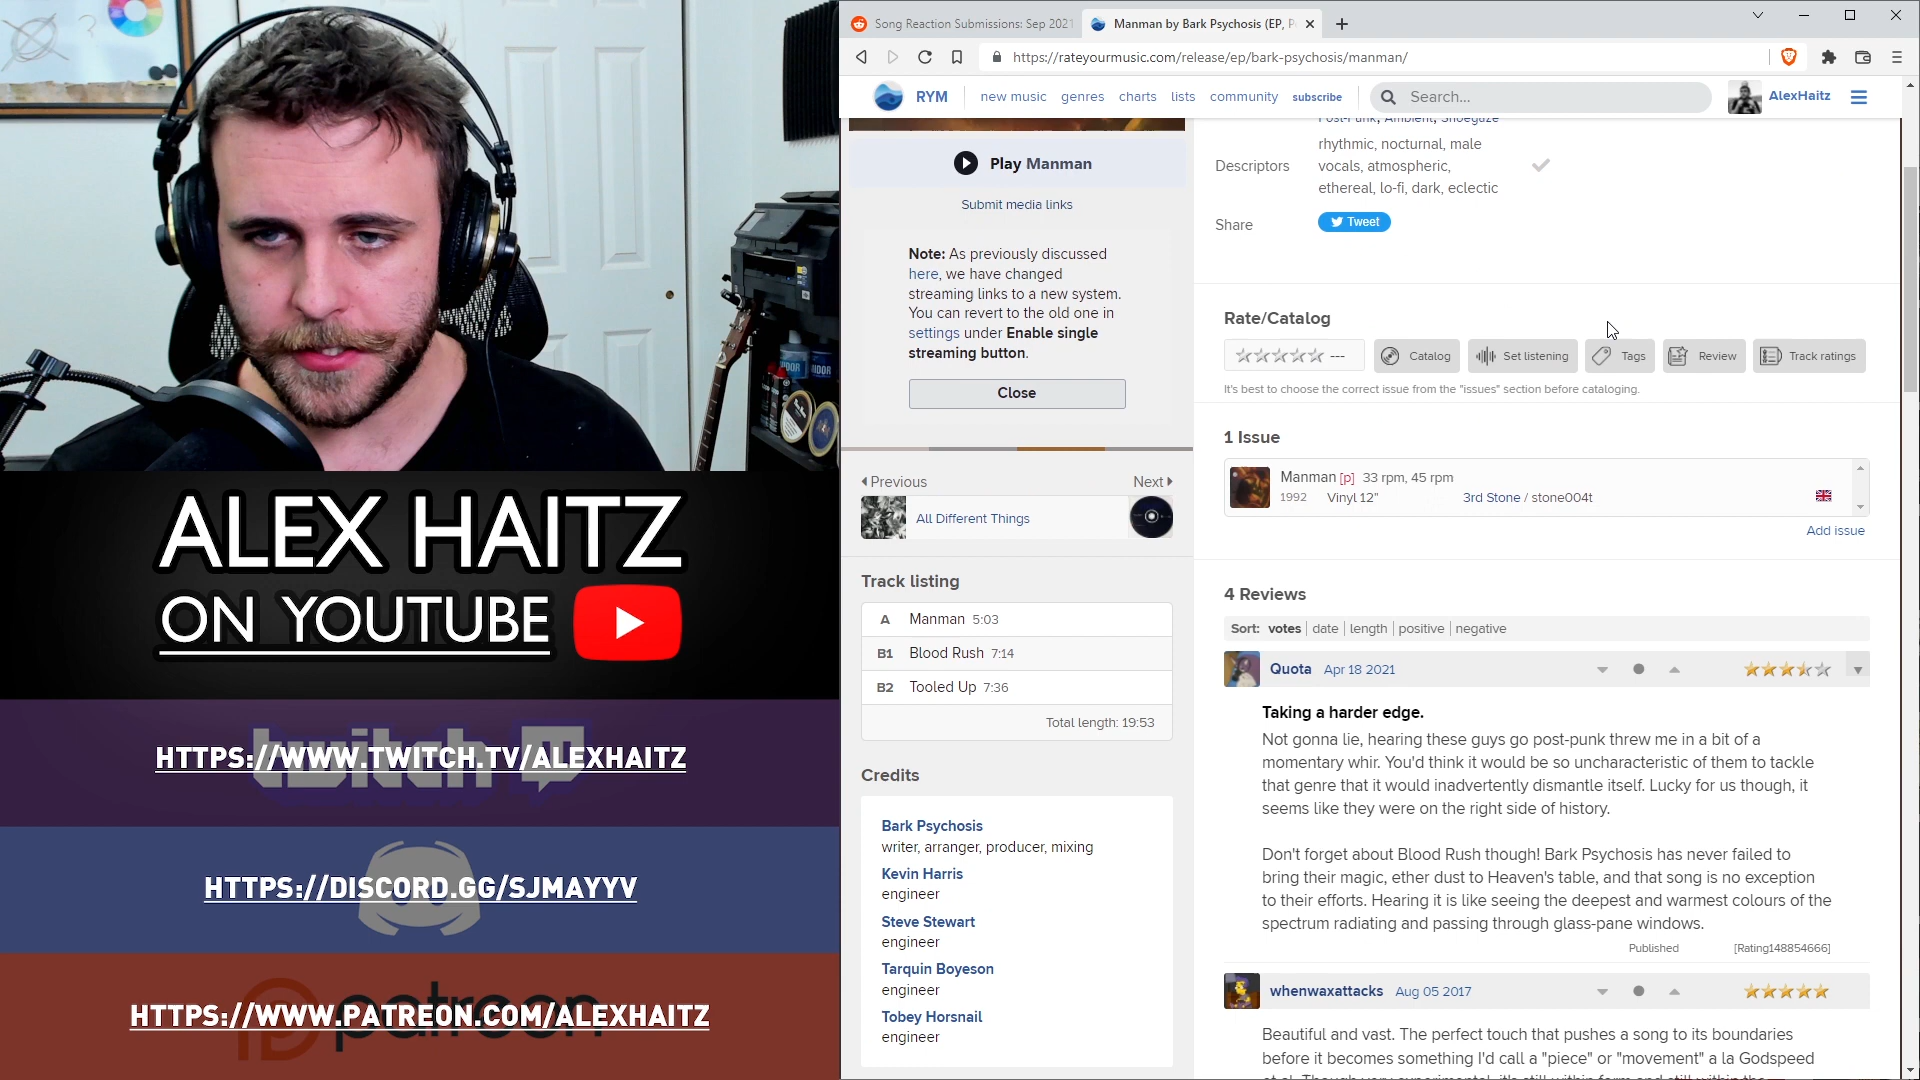 Song Reaction Submissions: Sep 2021
Manman by Bark Psychosis (EP, P
https://rateyourmusic.com/release/ep/bark-psychosis/manman/
RYM
new music
genres
charts
lists
community
subscribe
Search...
AlexHaitz
Post-Punk, Ambient, Shoegaze
Play Manman
Submit media links
Note: As previously discussed
here, we have changed
streaming links to a new system.
You can revert to the old one in
settings under Enable single
streaming button.
Close
Previous
Next
All Different Things
Track listing
A Manman 5:03
B1 Blood Rush 7:14
B2 Tooled Up 7:36
Total length: 19:53
Credits
Bark Psychosis
writer, arranger, producer, mixing
Kevin Harris
engineer
Steve Stewart
engineer
Tarquin Boyeson
engineer
Tobey Horsnail
engineer
Descriptors
rhythmic, nocturnal, male
vocals, atmospheric,
ethereal, lo-fi, dark, eclectic
Share
Tweet
Rate/Catalog
---
Catalog
Set listening
Tags
Review
Track ratings
It's best to choose the correct issue from the "issues" section before cataloging.
1 Issue
Manman [p] 33 rpm, 45 rpm
1992 Vinyl 12" 3rd Stone / stone004t
Add issue
4 Reviews
Sort: votes | date | length | positive | negative
Quota Apr 18 2021
Taking a harder edge.
Not gonna lie, hearing these guys go post-punk threw me in a bit of a
momentary whir. You'd think it would be so uncharacteristic of them to tackle
that genre that it would inadvertently dismantle itself. Lucky for us though, it
seems like they were on the right side of history.
Don't forget about Blood Rush though! Bark Psychosis has never failed to
bring their magic, ether dust to Heaven's table, and that song is no exception
to their efforts. Hearing it is like seeing the deepest and warmest colours of the
spectrum radiating and passing through glass-pane windows.
Published [Rating148854666]
whenwaxattacks Aug 05 2017
Beautiful and vast. The perfect touch that pushes a song to its boundaries
before it becomes something I'd call a "piece" or "movement" a la Godspeed
ALEX HAITZ
ON YOUTUBE
twitch
HTTPS://WWW.TWITCH.TV/ALEXHAITZ
HTTPS://DISCORD.GG/SJMAYYV
patreon
HTTPS://WWW.PATREON.COM/ALEXHAITZ